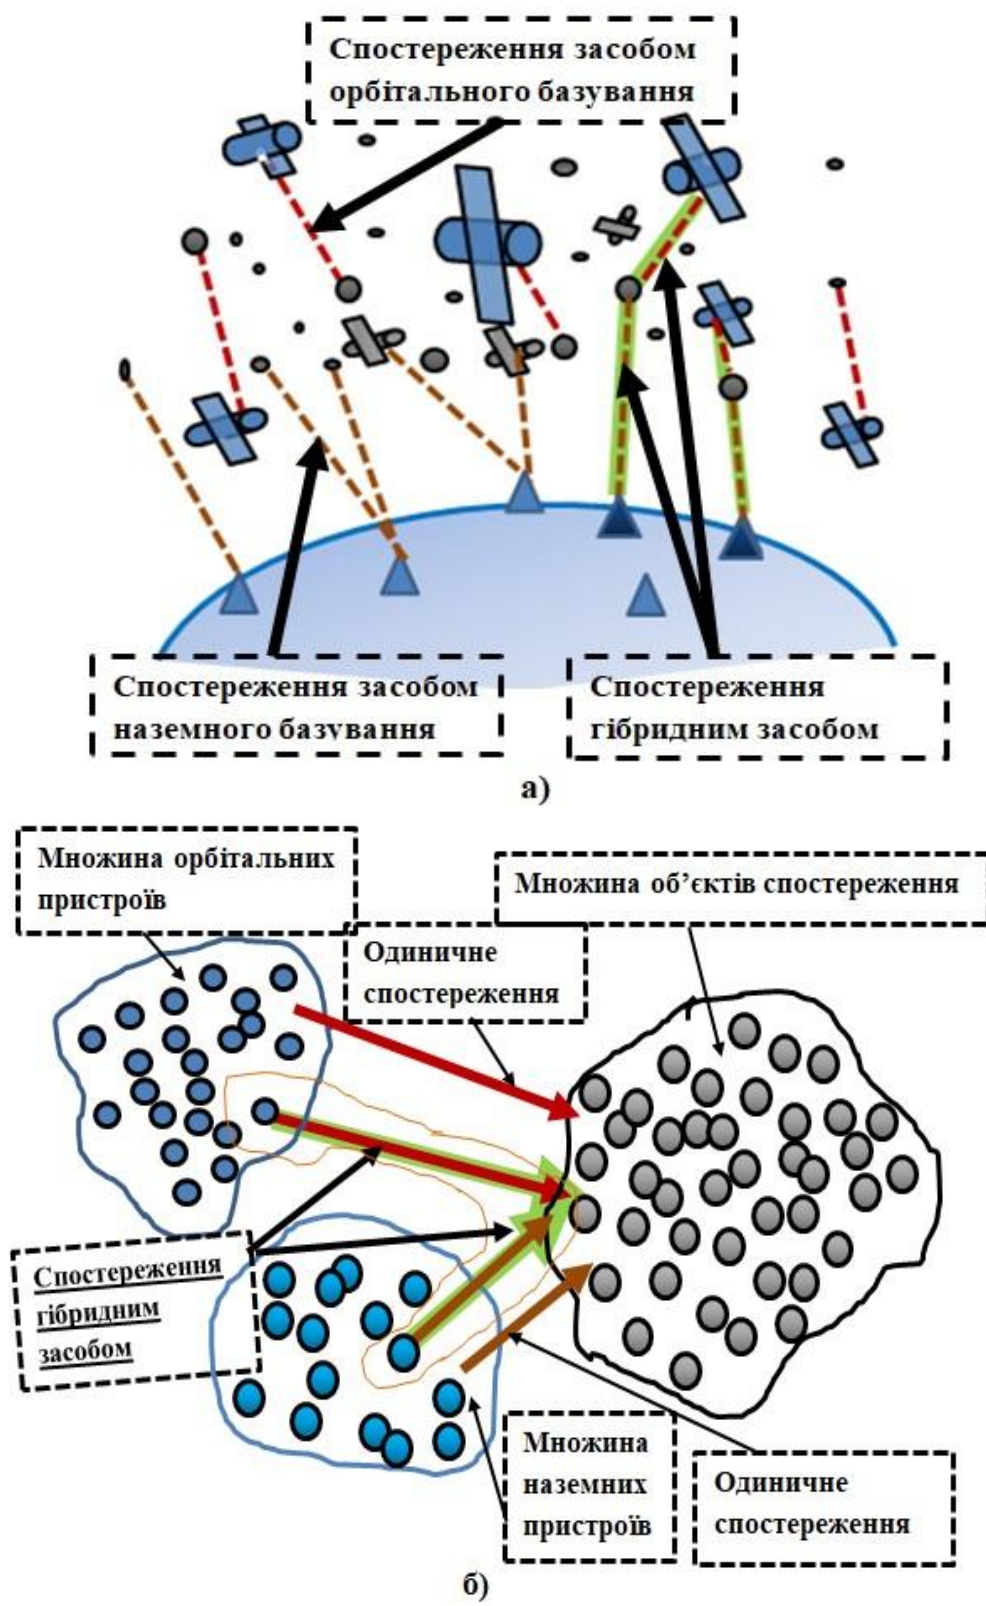 Спостереження засобом
орбітального базування
Спостереження засобом
наземного базування
Спостереження
гібридним засобом
а)
Множина орбітальних
пристроїв
Множина об’єктів спостереження
Одиничне
спостереження
Спостереження
гібридним
засобом
Множина
наземних
пристроїв
Одиничне
спостереження
б)